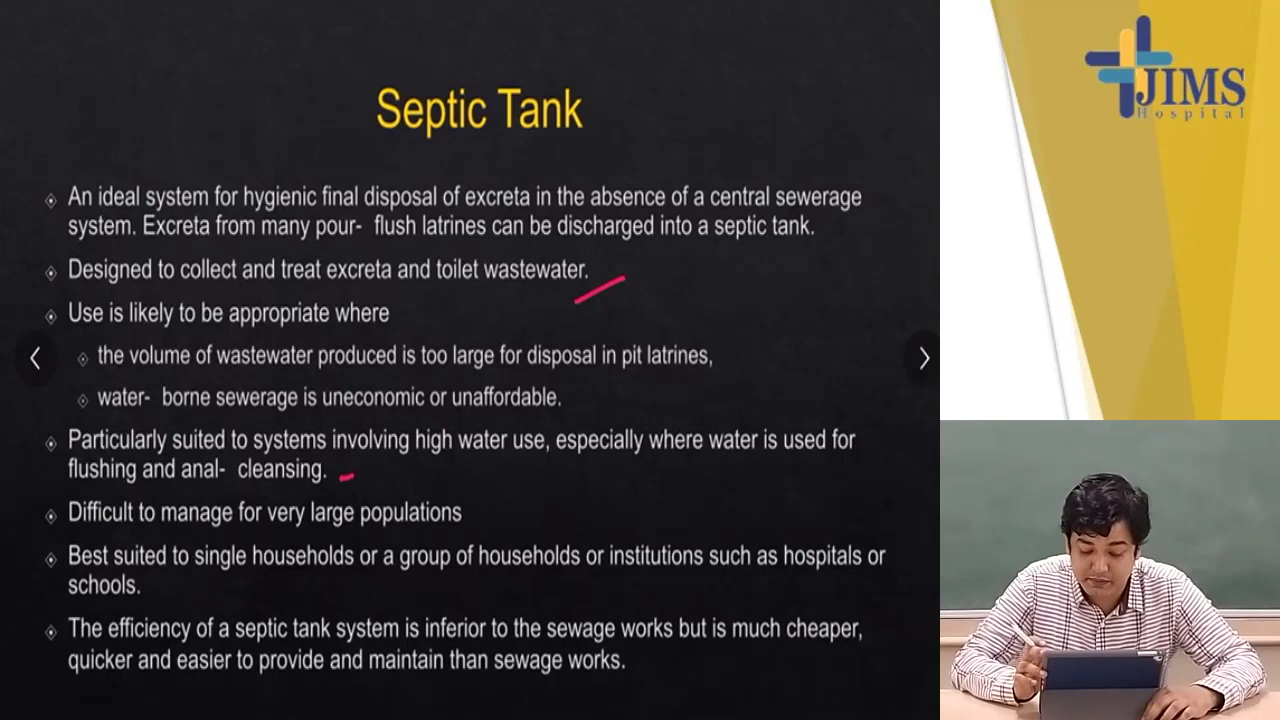 Septic Tank
An ideal system for hygienic final disposal of excreta in the absence of a central sewerage
system. Excreta from many pour- flush latrines can be discharged into a septic tank.
Designed to collect and treat excreta and toilet wastewater.
Use is likely to be appropriate where
the volume of wastewater produced is too large for disposal in pit latrines,
water- borne sewerage is uneconomic or unaffordable.
Particularly suited to systems involving high water use, especially where water is used for
flushing and anal- cleansing.
Difficult to manage for very large populations
Best suited to single households or a group of households or institutions such as hospitals or
schools.
The efficiency of a septic tank system is inferior to the sewage works but is much cheaper,
quicker and easier to provide and maintain than sewage works.
JIMS
Hospital